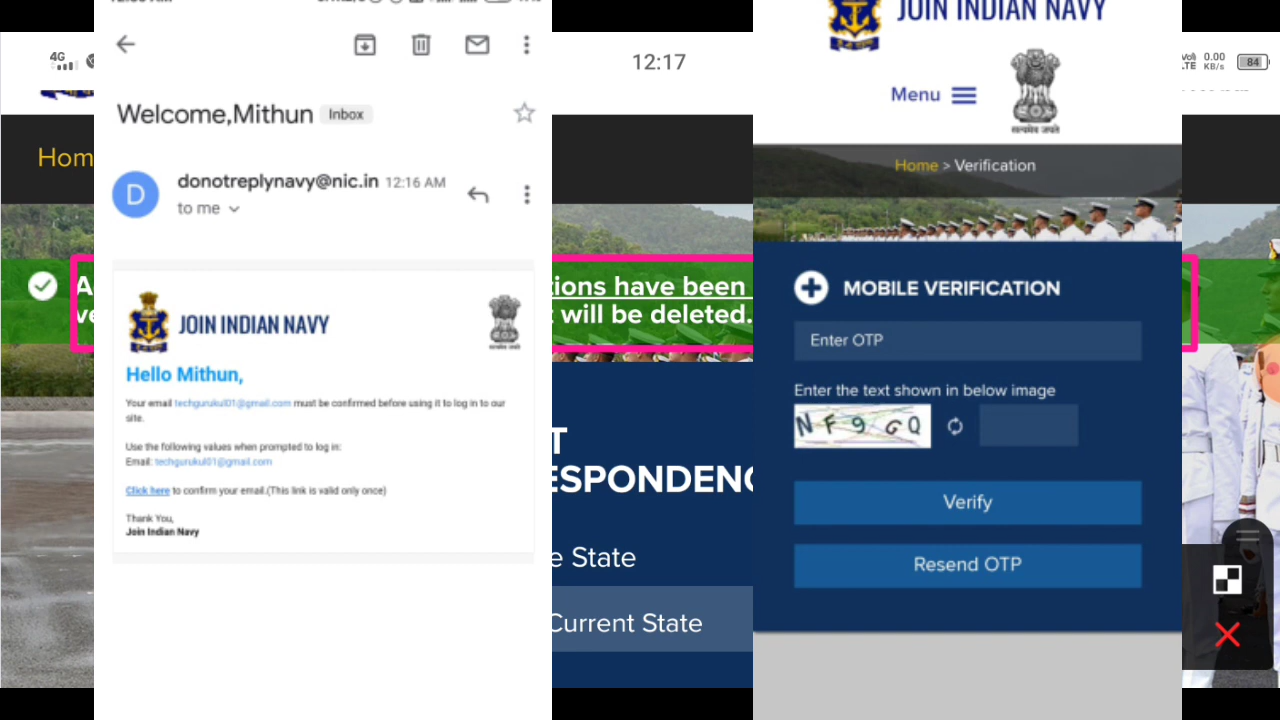 12:17
4G
0.00
KB/s
84
Hom
ions have been
will be deleted.
T
ESPONDENC
e State
Current State
Welcome,Mithun Inbox
D
donotreplynavy@nic.in 12:16 AM
to me
JOIN INDIAN NAVY
Hello Mithun,
Your email techgurukul01@gmail.com must be confirmed before using it to log in to our
site.
Use the following values when prompted to log in:
Email: techgurukul01@gmail.com
Click here to confirm your email.(This link is valid only once)
Thank You,
Join Indian Navy
JOIN INDIAN NAVY
Menu
सत्यमेव जयते
Home > Verification
MOBILE VERIFICATION
Enter OTP
Enter the text shown in below image
N F 9 G Q
Verify
Resend OTP